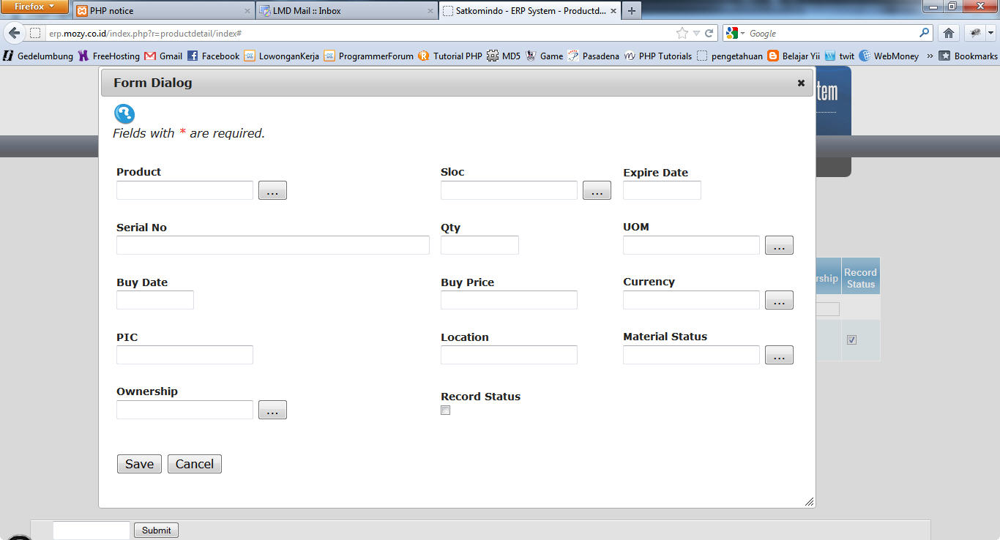 Firefox
PHP notice
LMD Mail :: Inbox
Satkomindo - ERP System - Productd...
erp.mozy.co.id/index.php?r=productdetail/index#
Google
Gedelumbung FreeHosting Gmail Facebook LowonganKerja ProgrammerForum Tutorial PHP MD5 Game Pasadena PHP Tutorials pengetahuan Belajar Yii twit WebMoney » Bookmarks
Form Dialog
tem
?
Fields with * are required.
Product Sloc Expire Date
... ...
Serial No Qty UOM
...
rship Record
Status
Buy Date Buy Price Currency
...
PIC Location Material Status
...
Ownership Record Status
...
Save Cancel
Submit